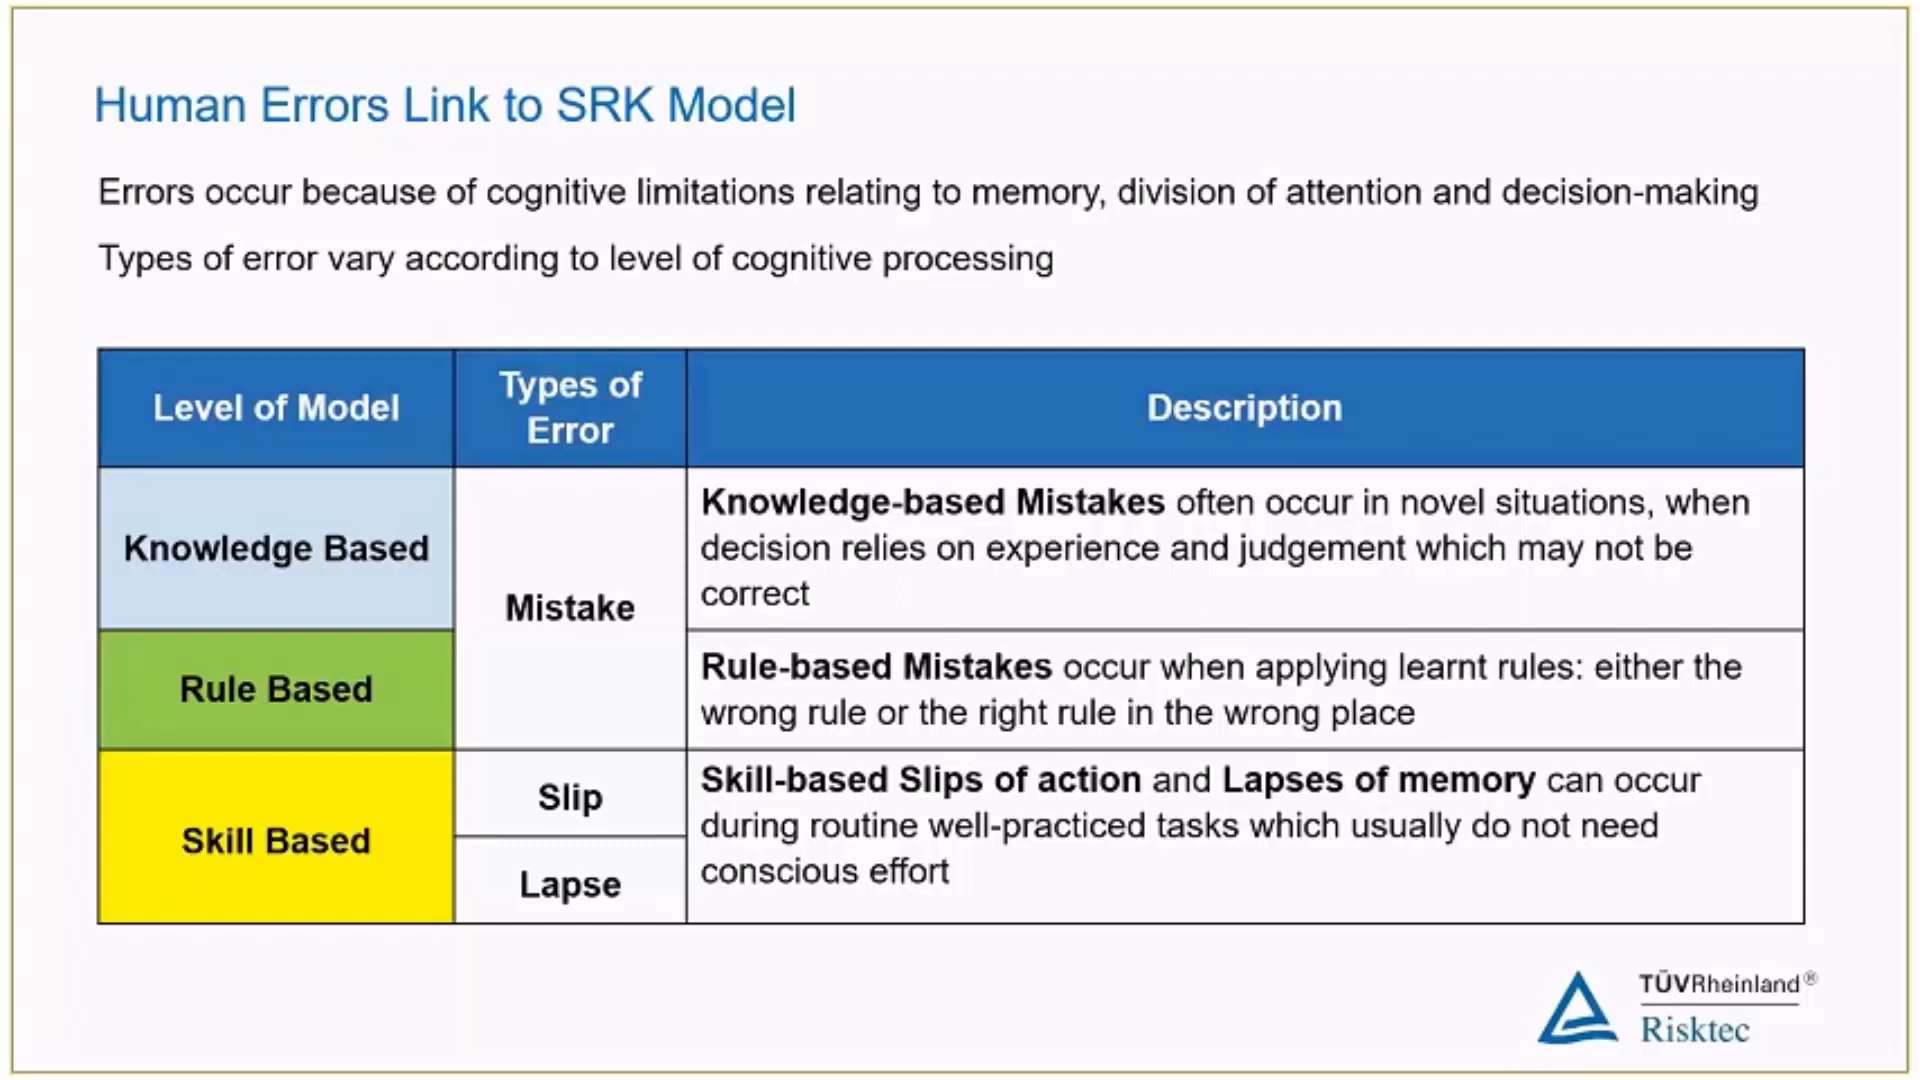 Human Errors Link to SRK Model
Errors occur because of cognitive limitations relating to memory, division of attention and decision-making
Types of error vary according to level of cognitive processing
Level of Model
Types of
Error
Description
Knowledge Based
Mistake
Knowledge-based Mistakes often occur in novel situations, when
decision relies on experience and judgement which may not be
correct
Rule Based
Rule-based Mistakes occur when applying learnt rules: either the
wrong rule or the right rule in the wrong place
Skill Based
Slip
Lapse
Skill-based Slips of action and Lapses of memory can occur
during routine well-practiced tasks which usually do not need
conscious effort
TÜVRheinland®
Risktec